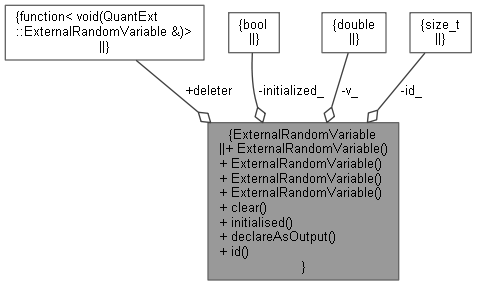 {function< void(QuantExt
::ExternalRandomVariable &)>
||}
{bool
||}
{double
||}
{size_t
||}
+deleter
-initialized_
-v_
-id_
{ExternalRandomVariable
||+ ExternalRandomVariable()
+ ExternalRandomVariable()
+ ExternalRandomVariable()
+ ExternalRandomVariable()
+ clear()
+ initialised()
+ declareAsOutput()
+ id()
}